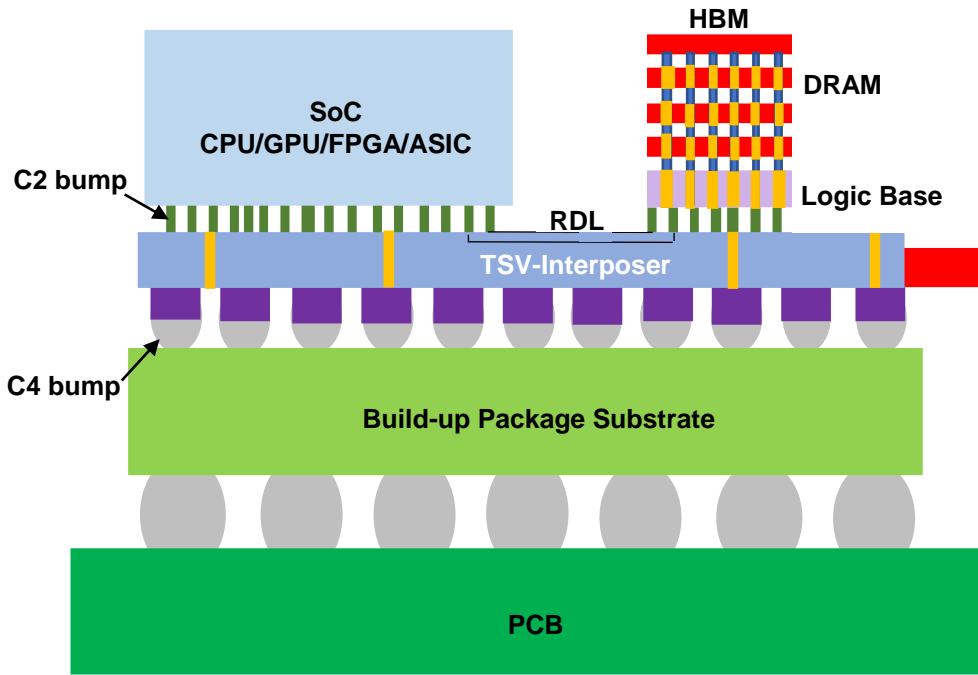 HBM
DRAM
SoC
CPU/GPU/FPGA/ASIC
C2 bump
Logic Base
RDL
TSV-Interposer
C4 bump
Build-up Package Substrate
PCB